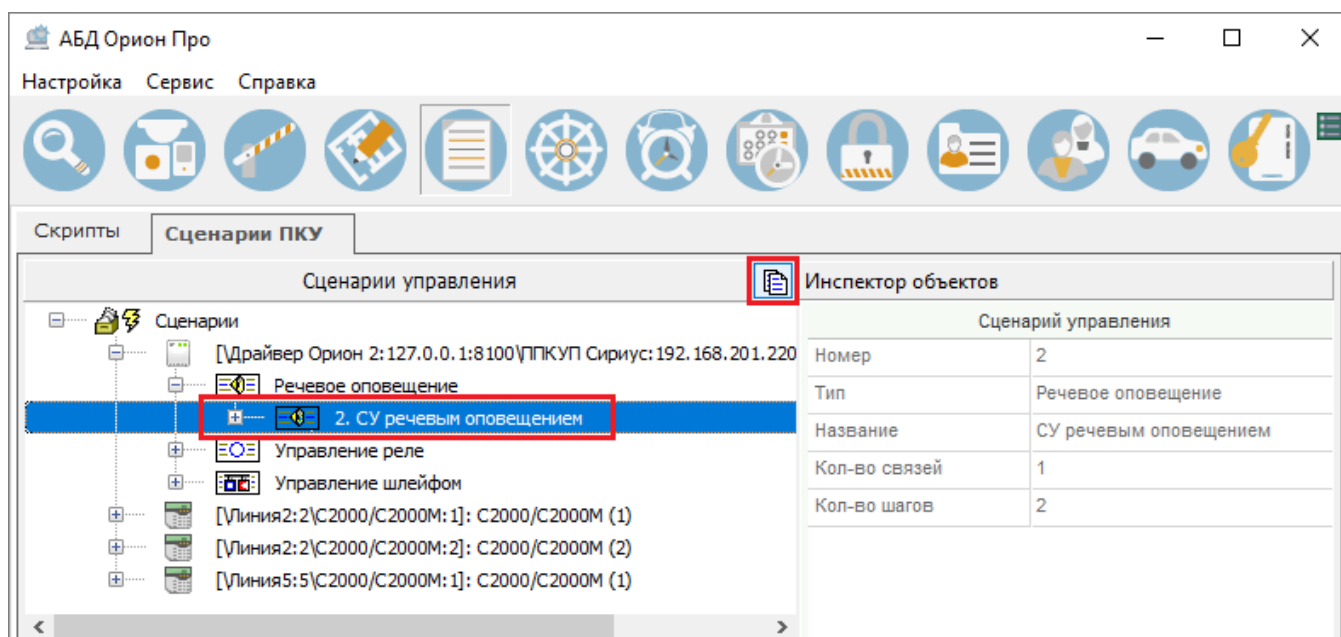 АБД Орион Про
Настройка Сервис Справка
Скрипты Сценарии ПКУ
Сценарии управления Инспектор объектов
Сценарии Сценарий управления
[\Драйвер Орион 2:127.0.0.1:8100\ППКУП Сириус:192.168.201.220 Номер 2
Речевое оповещение Тип Речевое оповещение
2. СУ речевым оповещением Название СУ речевым оповещением
Управление реле Кол-во связей 1
Управление шлейфом Кол-во шагов 2
[\Линия2:2\С2000/С2000М:1]: С2000/С2000М (1)
[\Линия2:2\С2000/С2000М:2]: С2000/С2000М (2)
[\Линия5:5\С2000/С2000М:1]: С2000/С2000М (1)